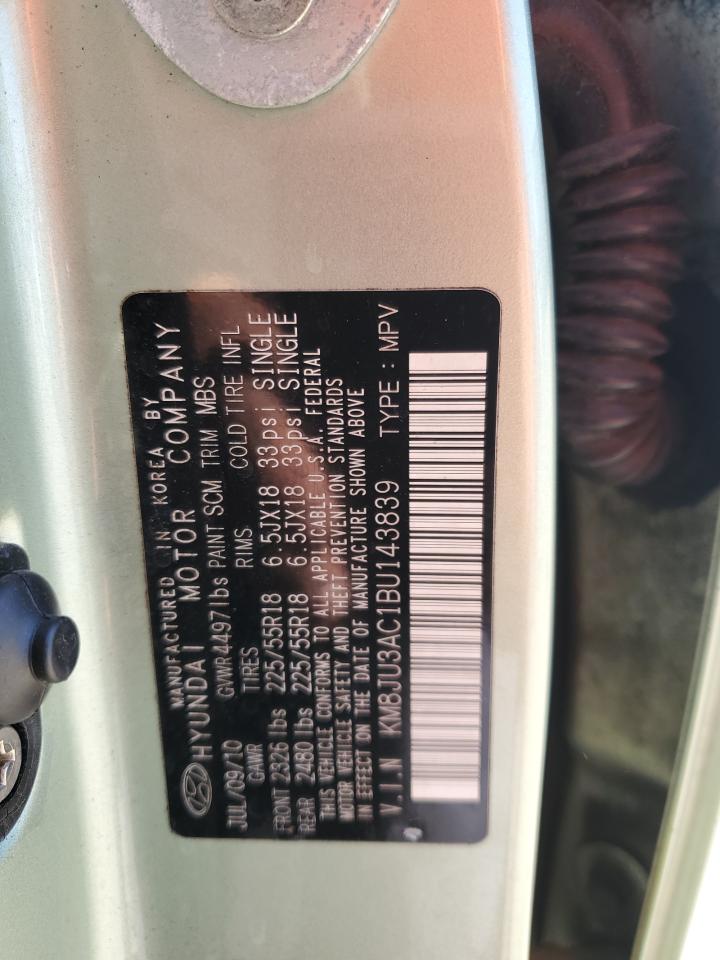 MANUFACTURED IN KOREA BY
HYUNDAI MOTOR COMPANY
JUL/09/10 GVWR 4497lbs PAINT SCM TRIM MBS
GAWR TIRES RIMS COLD TIRE INFL
FRONT 2326 lbs 225/55R18 6.5JX18 33psi SINGLE
REAR 2480 lbs 225/55R18 6.5JX18 33psi SINGLE
THIS VEHICLE CONFORMS TO ALL APPLICABLE U.S.A. FEDERAL
MOTOR VEHICLE SAFETY AND THEFT PREVENTION STANDARDS
IN EFFECT ON THE DATE OF MANUFACTURE SHOWN ABOVE
V.I.N KM8JU3AC1BU143839 TYPE : MPV